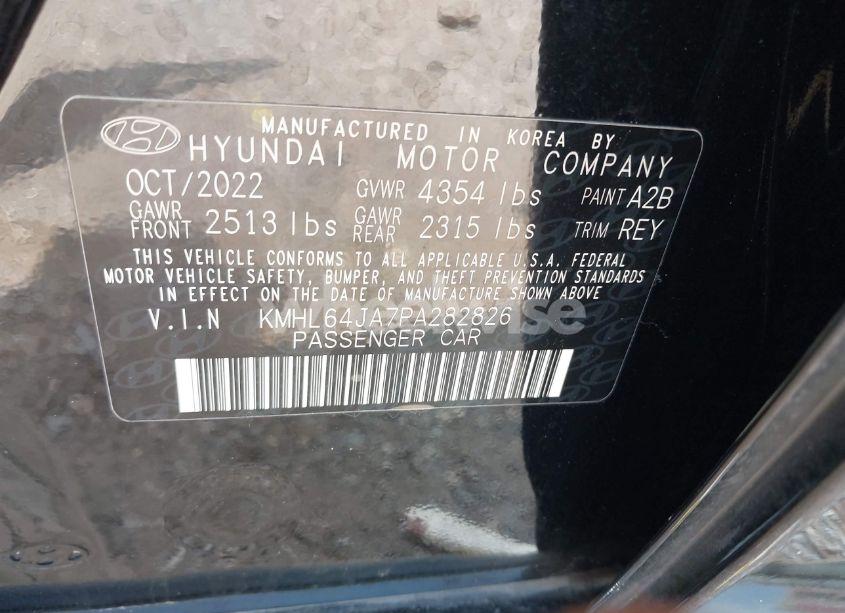 MANUFACTURED IN KOREA BY
HYUNDAI MOTOR COMPANY
OCT/2022 GVWR 4354 lbs PAINT A2B
GAWR FRONT 2513 lbs GAWR REAR 2315 lbs TRIM REY
THIS VEHICLE CONFORMS TO ALL APPLICABLE U.S.A. FEDERAL
MOTOR VEHICLE SAFETY, BUMPER, AND THEFT PREVENTION STANDARDS
IN EFFECT ON THE DATE OF MANUFACTURE SHOWN ABOVE
V.I.N KMHL64JA7PA282826
PASSENGER CAR